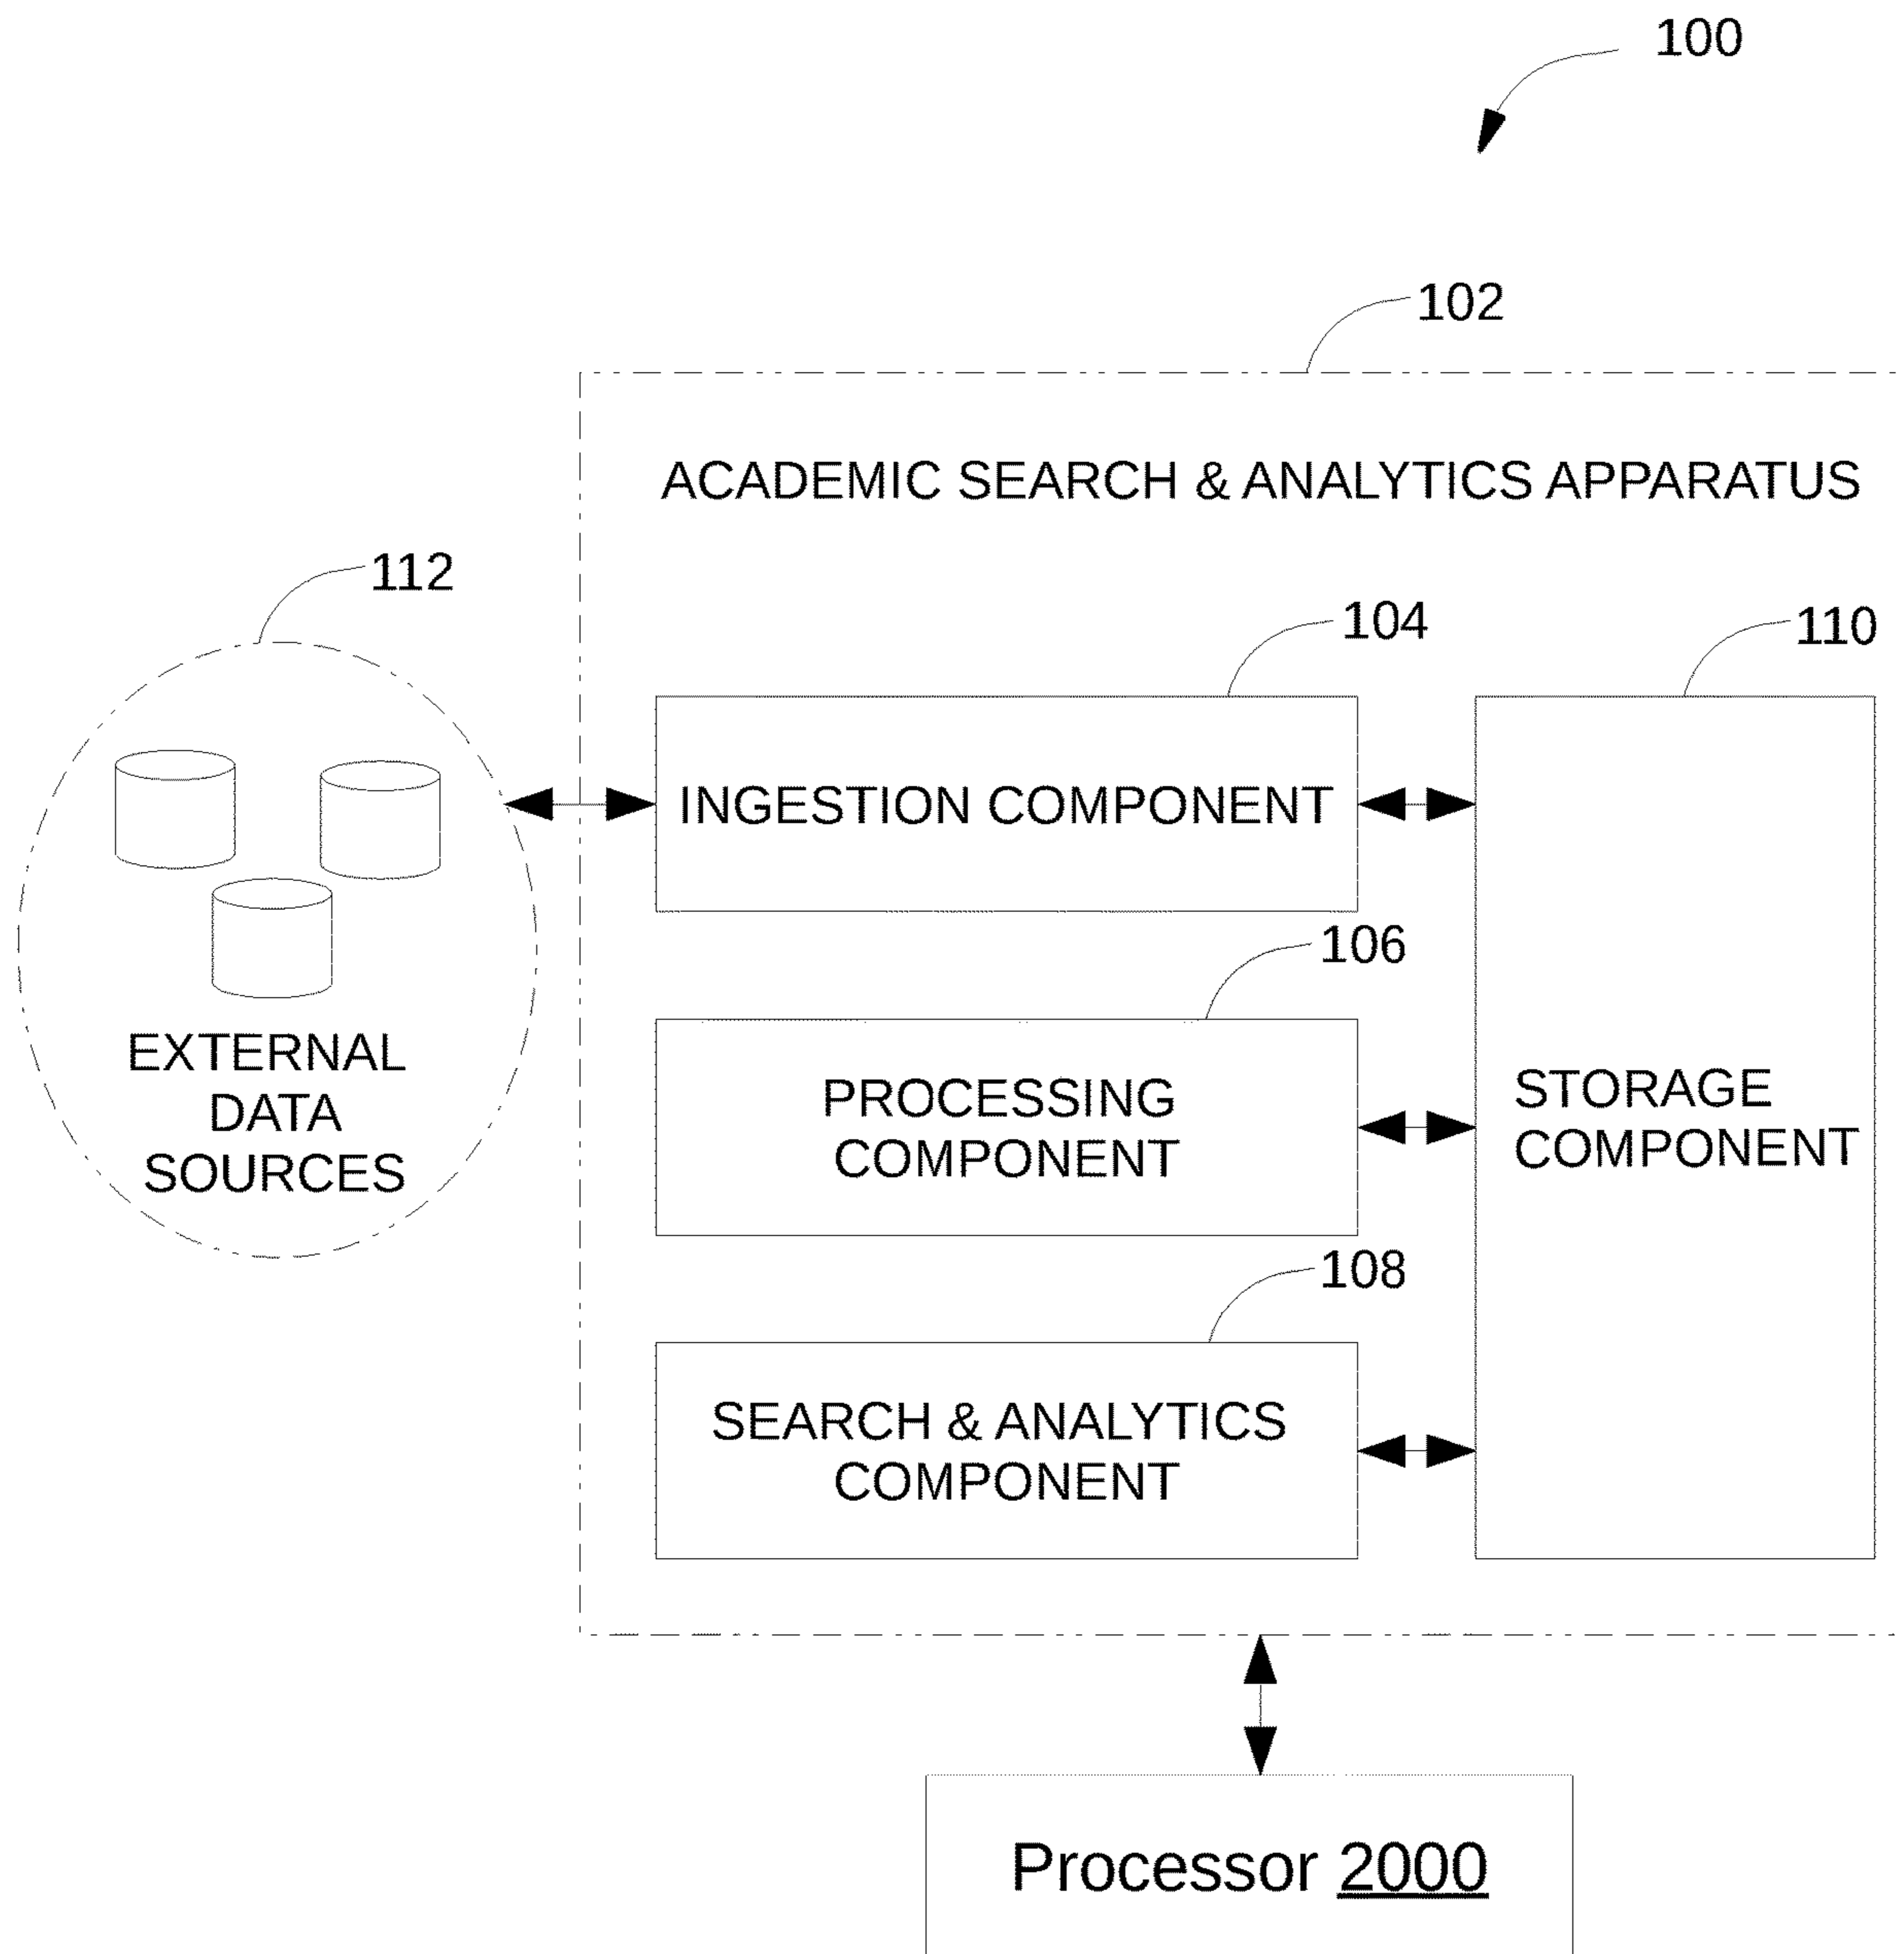 100
102
ACADEMIC SEARCH & ANALYTICS APPARATUS
112
104
110
INGESTION COMPONENT
106
EXTERNAL
DATA
SOURCES
PROCESSING
COMPONENT
STORAGE
COMPONENT
108
SEARCH & ANALYTICS
COMPONENT
Processor 2000